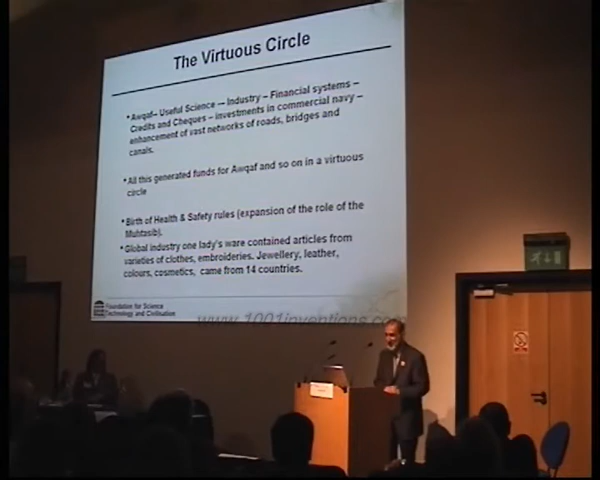 The Virtuous Circle
•Awqaf– Useful Science — Industry – Financial systems –
Credits and Cheques – investments in commercial navy –
enhancement of vast networks of roads, bridges and
canals.
•All this generated funds for Awqaf and so on in a virtuous
circle
•Birth of Health & Safety rules (expansion of the role of the
Muhtasib).
•Global industry one lady's ware contained articles from
varieties of clothes, embroideries. Jewellery, leather,
colours, cosmetics, came from 14 countries.
Foundation for Science
Technology and Civilisation
www.1001inventions.com